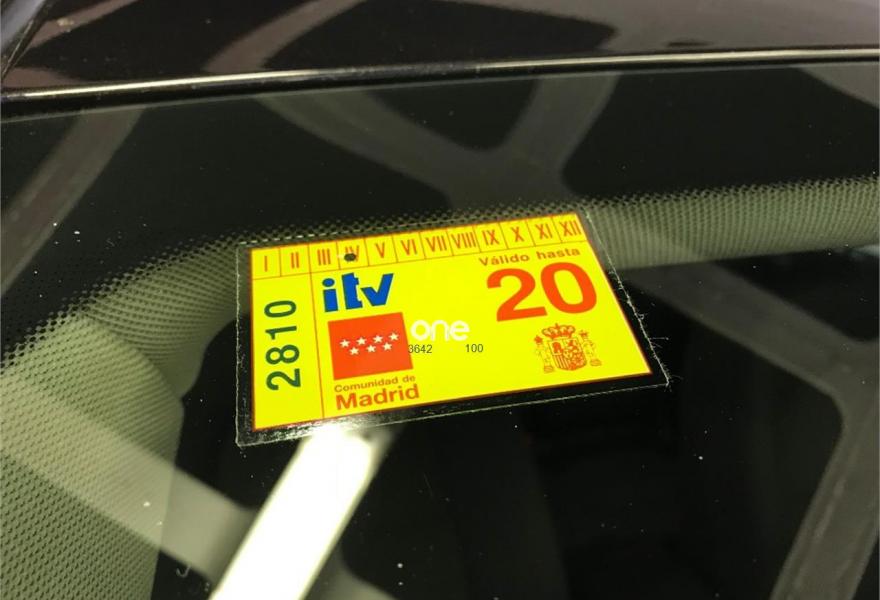 I II III IV V VI VII VIII IX X XI XII
Válido hasta
itv
20
2810
one
3642 100
Comunidad de
Madrid